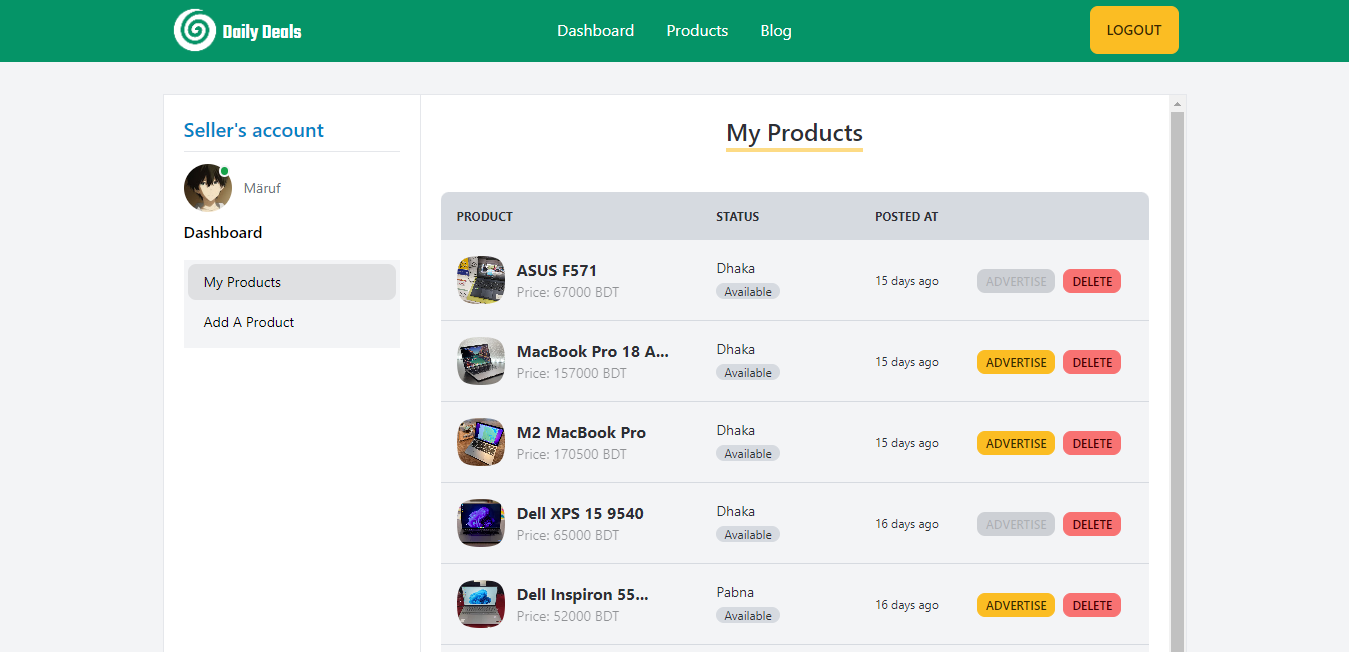 Daily Deals
Dashboard Products Blog
LOGOUT
Seller's account
Märuf
Dashboard
My Products
Add A Product
My Products
PRODUCT STATUS POSTED AT
ASUS F571
Price: 67000 BDT
Dhaka
Available
15 days ago
ADVERTISE DELETE
MacBook Pro 18 A...
Price: 157000 BDT
Dhaka
Available
15 days ago
ADVERTISE DELETE
M2 MacBook Pro
Price: 170500 BDT
Dhaka
Available
15 days ago
ADVERTISE DELETE
Dell XPS 15 9540
Price: 65000 BDT
Dhaka
Available
16 days ago
ADVERTISE DELETE
Dell Inspiron 55...
Price: 52000 BDT
Pabna
Available
16 days ago
ADVERTISE DELETE